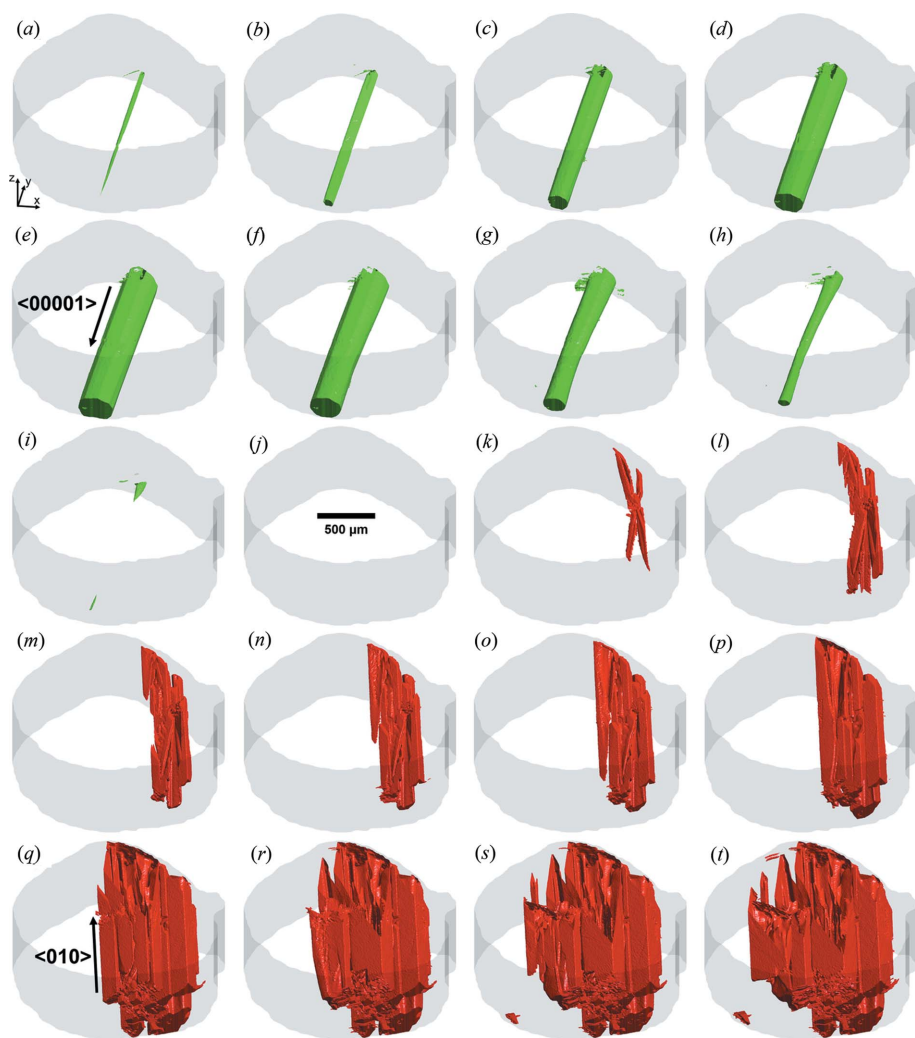 (a) (b) (c) (d)
z y x
(e) (f) (g) (h)
<00001>
(i) (j) (k) (l)
500 µm
(m) (n) (o) (p)
(q) (r) (s) (t)
<010>